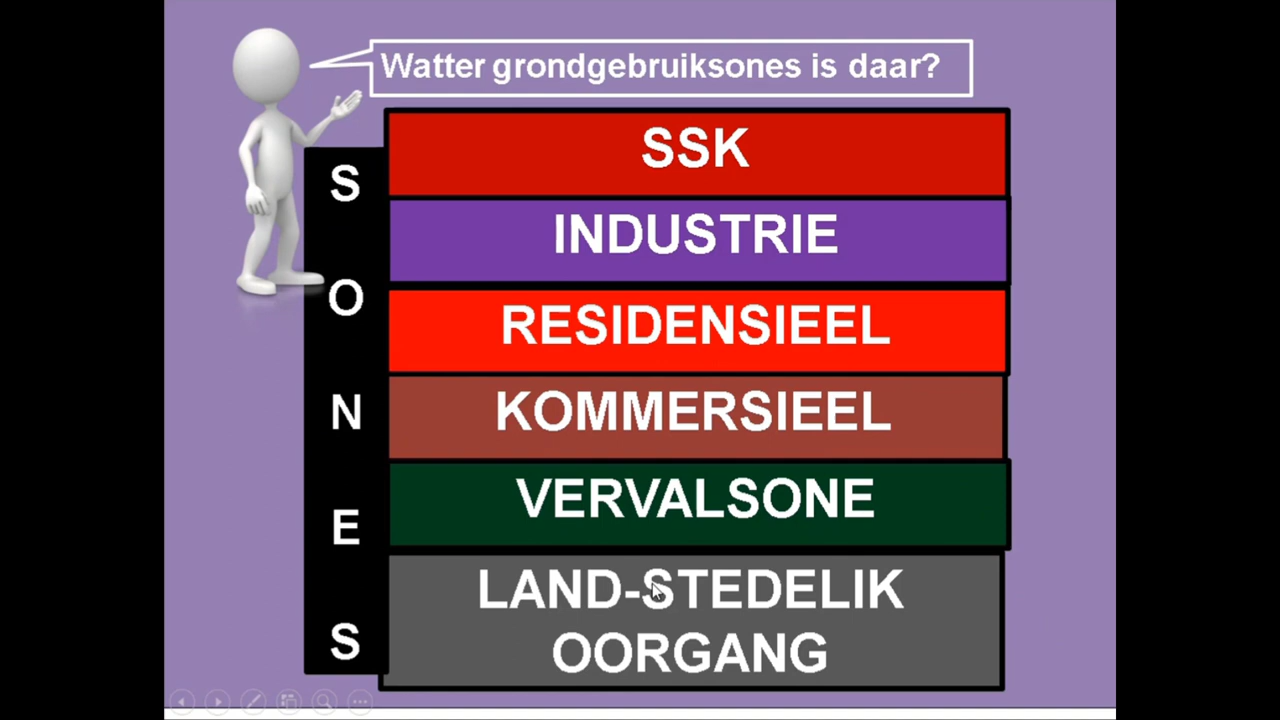 Watter grondgebruiksones is daar?
SSK
INDUSTRIE
RESIDENSIEEL
KOMMERSIEEL
VERVALSONE
LAND-STEDELIK
OORGANG
S
O
N
E
S